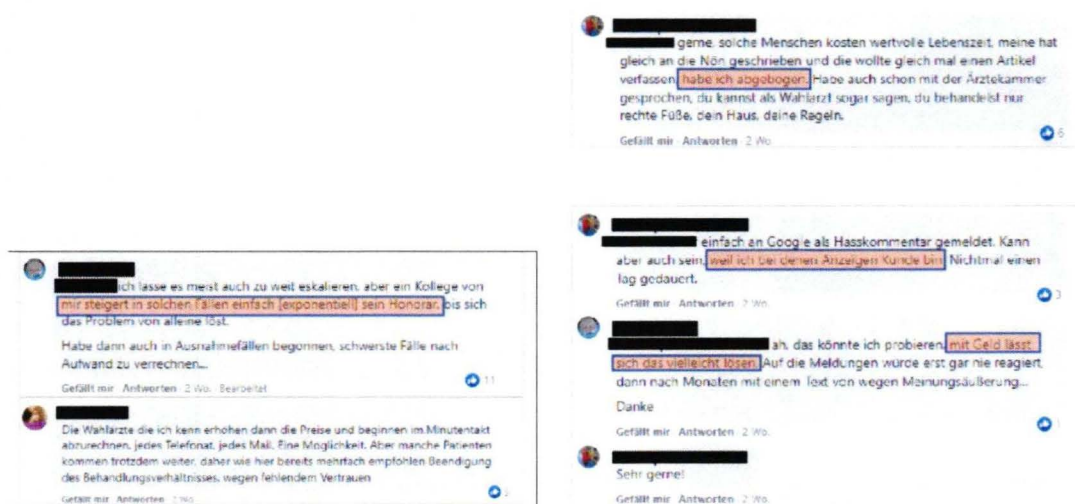 gerne, solche Menschen kosten wertvolle Lebenszeit, meine hat
gleich an die Nön geschrieben und die wollte gleich mal einen Artikel
verfassen, habe ich abgebogen. Habe auch schon mit der Ärztekammer
gesprochen, du kannst als Wahlarzt sogar sagen, du behandelst nur
rechte Füße, dein Haus, deine Regeln.
Gefällt mir · Antworten · 2 Wo.
6
ich lasse es meist auch zu weit eskalieren, aber ein Kollege von
mir steigert in solchen Fällen einfach [exponentiell] sein Honorar, bis sich
das Problem von alleine löst.
Habe dann auch in Ausnahmefällen begonnen, schwerste Fälle nach
Aufwand zu verrechnen...
Gefällt mir · Antworten · 2 Wo. · Bearbeitet
11
Die Wahlärzte die ich kenn erhöhen dann die Preise und beginnen im Minutentakt
abzurechnen, jedes Telefonat, jedes Mail. Eine Möglichkeit. Aber manche Patienten
kommen trotzdem weiter, daher wie hier bereits mehrfach empfohlen Beendigung
des Behandlungsverhältnisses, wegen fehlendem Vertrauen
Gefällt mir · Antworten · 2 Wo.
einfach an Google als Hasskommentar gemeldet. Kann
aber auch sein, weil ich bei denen Anzeigen Kunde bin. Nichtmal einen
Tag gedauert.
Gefällt mir · Antworten · 2 Wo.
3
ah, das könnte ich probieren, mit Geld lässt
sich das vielleicht lösen. Auf die Meldungen würde erst gar nie reagiert,
dann nach Monaten mit einem Text von wegen Meinungsäußerung...
Danke
Gefällt mir · Antworten · 2 Wo.
1
Sehr gerne!
Gefällt mir · Antworten · 2 Wo.